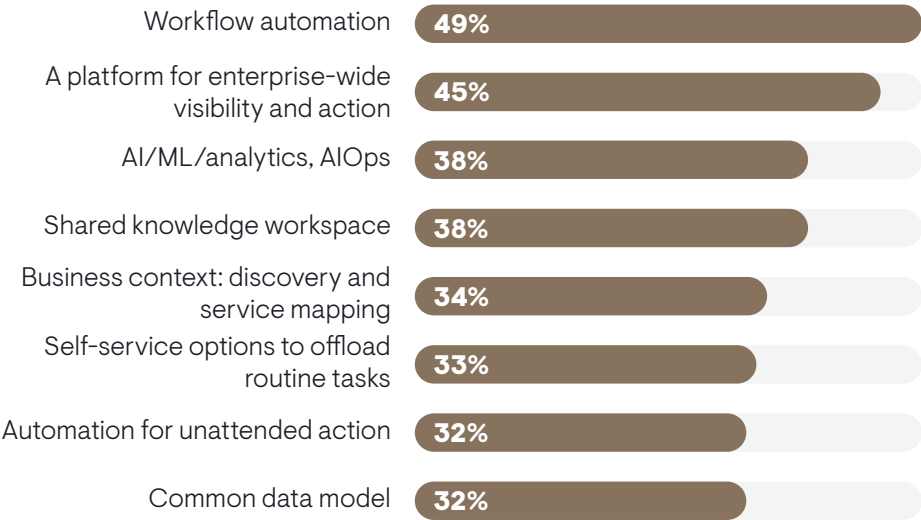 Workflow automation 49%
A platform for enterprise-wide
visibility and action 45%
AI/ML/analytics, AIOps 38%
Shared knowledge workspace 38%
Business context: discovery and
service mapping 34%
Self-service options to offload
routine tasks 33%
Automation for unattended action 32%
Common data model 32%